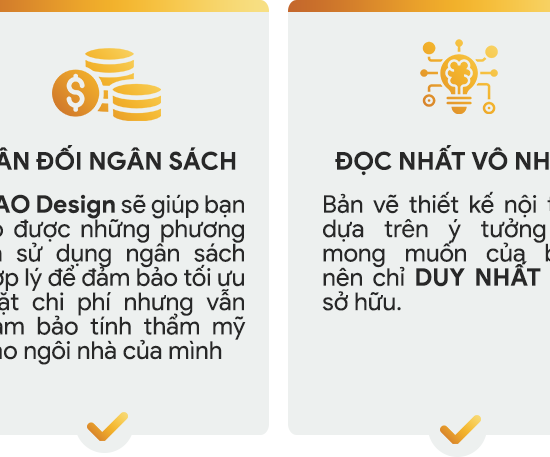 ÂN ĐỐI NGÂN SÁCH
AO Design sẽ giúp bạn
được những phương
sử dụng ngân sách
ợp lý để đảm bảo tối ưu
ặt chi phí nhưng vẫn
ảm bảo tính thẩm mỹ
ho ngôi nhà của mình
ĐỌC NHẤT VÔ NH
Bản vẽ thiết kế nội t
dựa trên ý tưởng
mong muốn của b
nên chỉ DUY NHẤT
sở hữu.